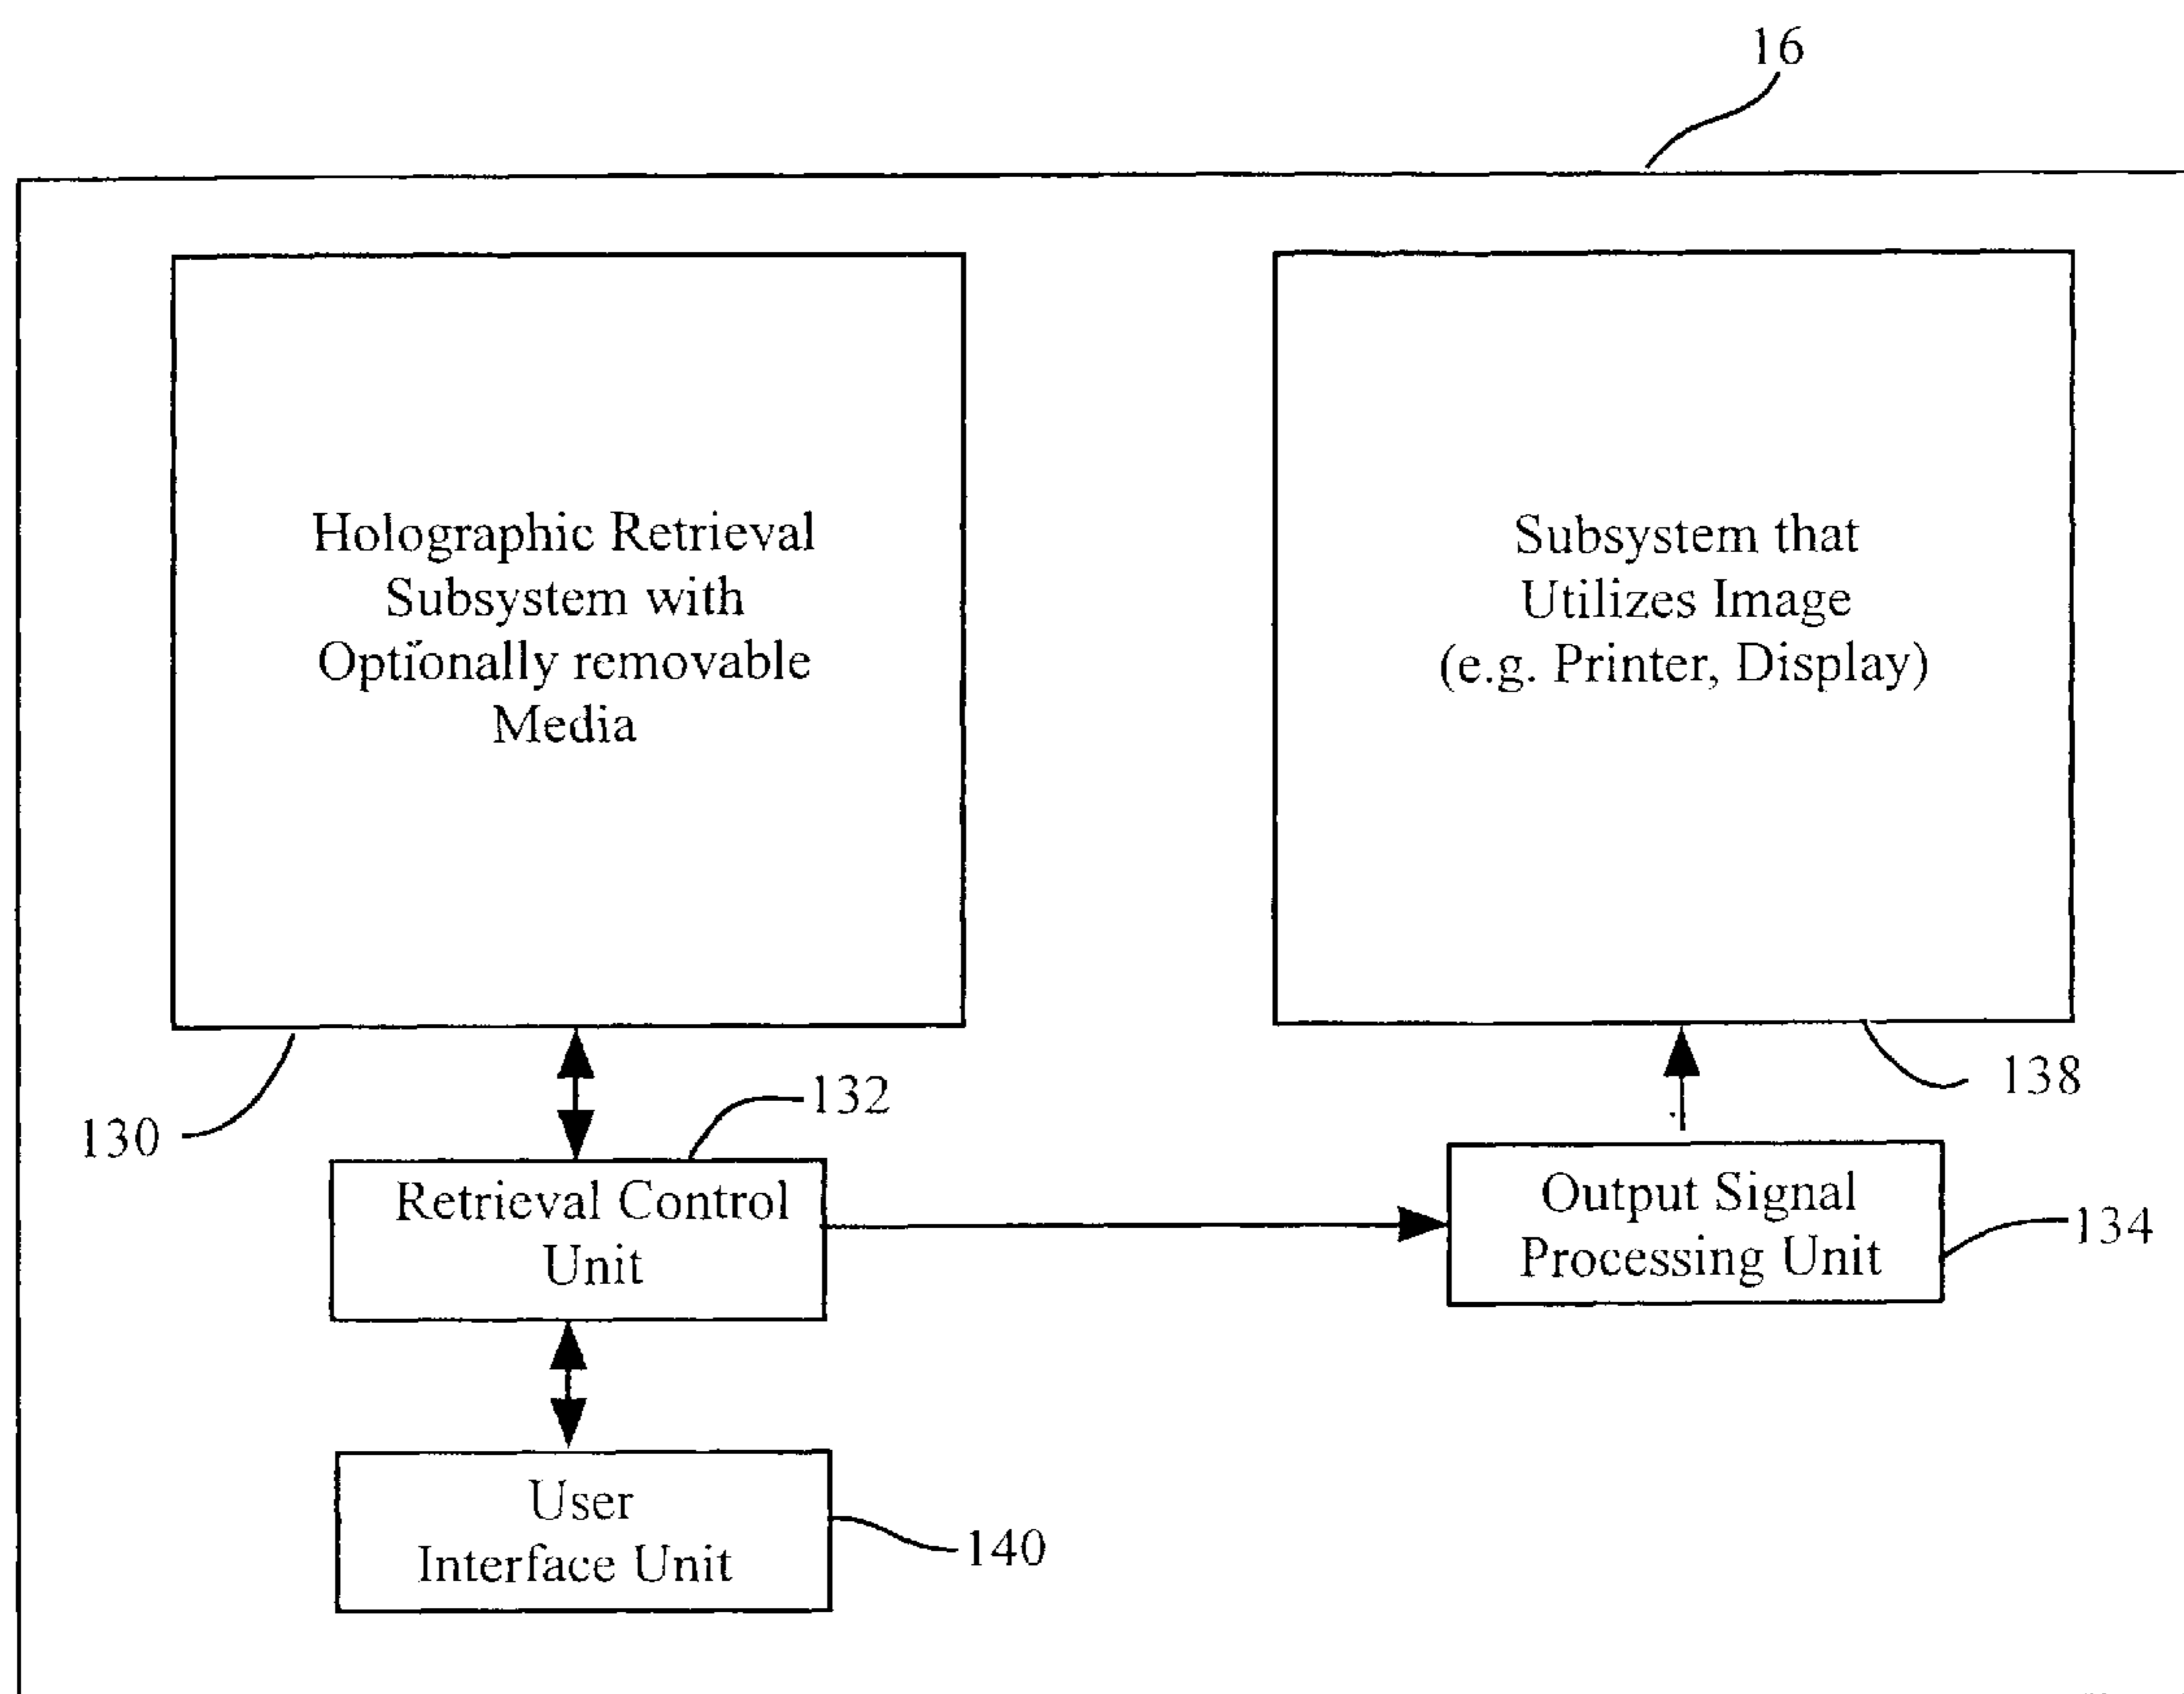 16
Holographic Retrieval
Subsystem with
Optionally removable
Media
Subsystem that
Utilizes Image
(e.g. Printer, Display)
130
132
138
Retrieval Control
Unit
Output Signal
Processing Unit
134
User
Interface Unit
140